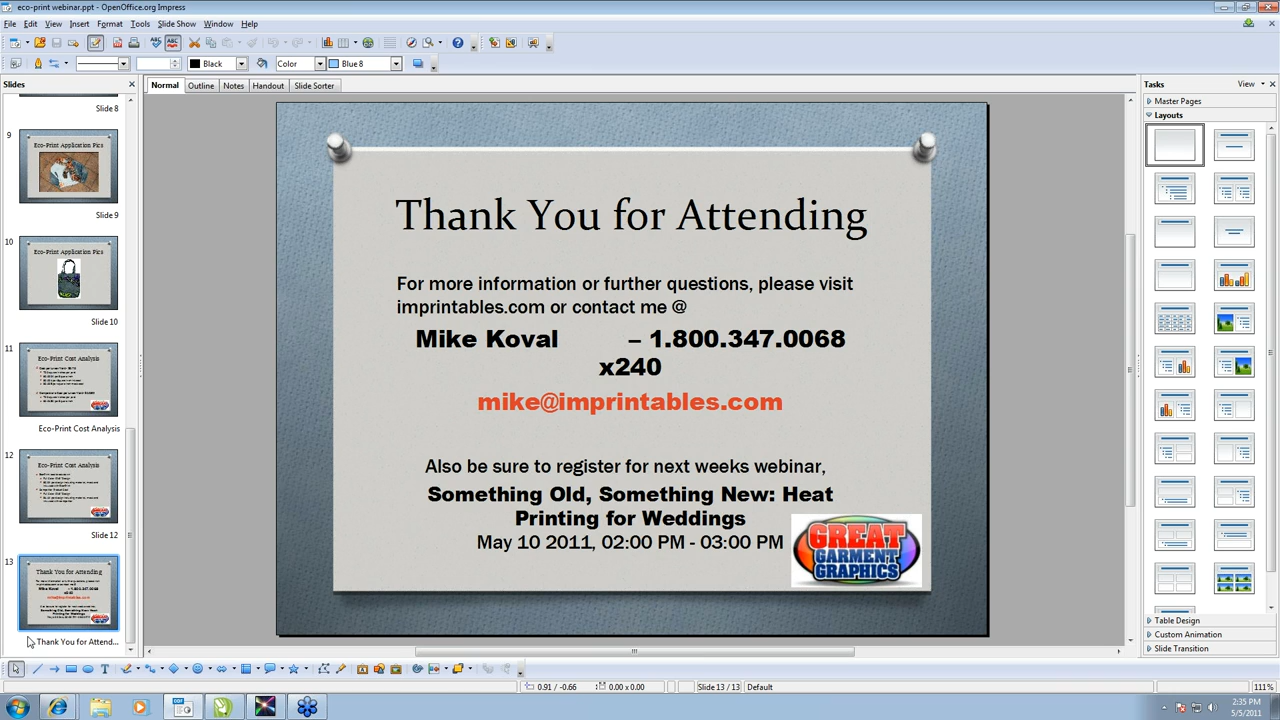 eco-print webinar.ppt - OpenOffice.org Impress
File Edit View Insert Format Tools Slide Show Window Help
Black Color Blue 8
Slides
Normal Outline Notes Handout Slide Sorter
Tasks View
Master Pages
Layouts
Slide 8
9
Eco-Print Application Pics
Slide 9
10
Eco-Print Application Pics
Slide 10
11
Eco-Print Cost Analysis
Eco-Print Cost Analysis
12
Eco-Print Cost Analysis
Slide 12
13
Thank You for Attending
Thank You for Attend...
Thank You for Attending
For more information or further questions, please visit
imprintables.com or contact me @
Mike Koval – 1.800.347.0068
x240
mike@imprintables.com
Also be sure to register for next weeks webinar,
Something Old, Something New: Heat
Printing for Weddings
May 10 2011, 02:00 PM - 03:00 PM
GREAT
GARMENT
GRAPHICS
Table Design
Custom Animation
Slide Transition
0.91 / -0.66 0.00 x 0.00 Slide 13 / 13 Default 111%
2:35 PM
5/5/2011